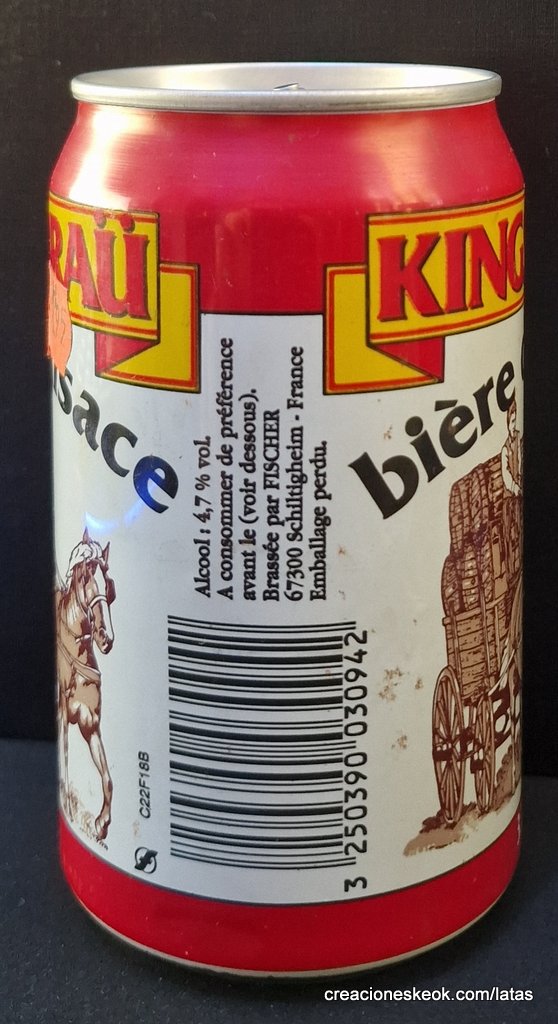 RAÜ
KING
sace
bière
Alcool : 4,7 % vol.
A consommer de préférence
avant le (voir dessous).
Brassée par FISCHER
67300 Schiltigheim - France
Emballage perdu.
C22F18B
3 250390 030942
creacioneskeok.com/latas